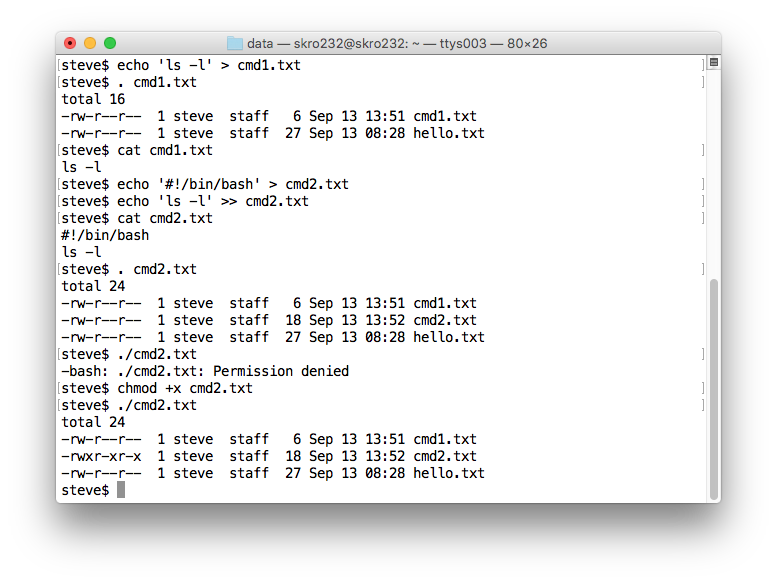 data — skro232@skro232: ~ — ttys003 — 80×26
[steve$ echo 'ls -l' > cmd1.txt ]
[steve$ . cmd1.txt ]
total 16
-rw-r--r--  1 steve  staff   6 Sep 13 13:51 cmd1.txt
-rw-r--r--  1 steve  staff  27 Sep 13 08:28 hello.txt
[steve$ cat cmd1.txt ]
ls -l
[steve$ echo '#!/bin/bash' > cmd2.txt ]
[steve$ echo 'ls -l' >> cmd2.txt ]
[steve$ cat cmd2.txt ]
#!/bin/bash
ls -l
[steve$ . cmd2.txt ]
total 24
-rw-r--r--  1 steve  staff   6 Sep 13 13:51 cmd1.txt
-rw-r--r--  1 steve  staff  18 Sep 13 13:52 cmd2.txt
-rw-r--r--  1 steve  staff  27 Sep 13 08:28 hello.txt
[steve$ ./cmd2.txt ]
-bash: ./cmd2.txt: Permission denied
[steve$ chmod +x cmd2.txt ]
[steve$ ./cmd2.txt ]
total 24
-rw-r--r--  1 steve  staff   6 Sep 13 13:51 cmd1.txt
-rwxr-xr-x  1 steve  staff  18 Sep 13 13:52 cmd2.txt
-rw-r--r--  1 steve  staff  27 Sep 13 08:28 hello.txt
steve$